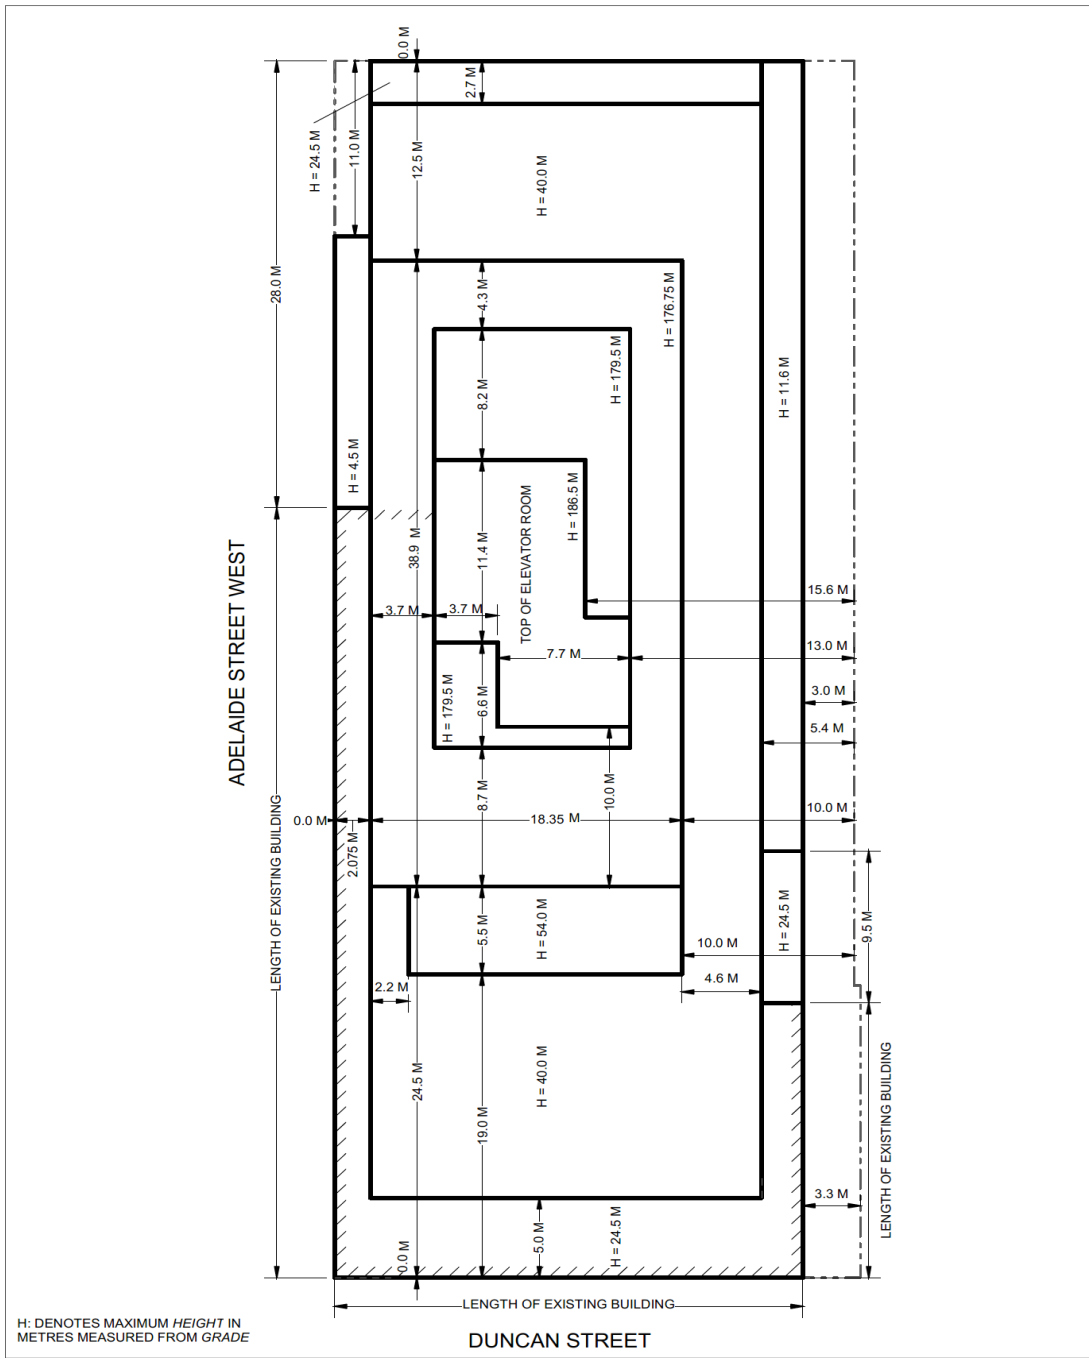 0.0 M
2.7 M
H = 24.5 M
11.0 M
12.5 M
H = 40.0 M
28.0 M
4.3 M
H = 176.75 M
H = 179.5 M
8.2 M
H = 11.6 M
H = 4.5 M
H = 186.5 M
TOP OF ELEVATOR ROOM
38.9 M
11.4 M
15.6 M
3.7 M
3.7 M
13.0 M
7.7 M
ADELAIDE STREET WEST
3.0 M
H = 179.5 M
6.6 M
5.4 M
8.7 M
10.0 M
0.0 M
18.35 M
10.0 M
2.075 M
LENGTH OF EXISTING BUILDING
5.5 M
H = 54.0 M
H = 24.5 M
9.5 M
10.0 M
2.2 M
4.6 M
24.5 M
H = 40.0 M
19.0 M
LENGTH OF EXISTING BUILDING
3.3 M
5.0 M
H = 24.5 M
0.0 M
LENGTH OF EXISTING BUILDING
H: DENOTES MAXIMUM HEIGHT IN
METRES MEASURED FROM GRADE
DUNCAN STREET